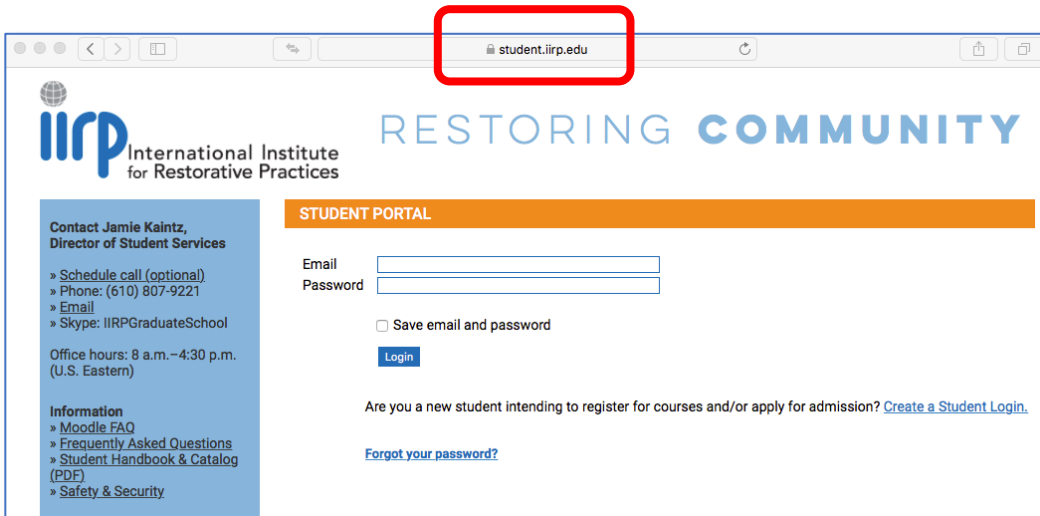 student.iirp.edu
iirp
International Institute
for Restorative Practices
RESTORING COMMUNITY
Contact Jamie Kaintz,
Director of Student Services
» Schedule call (optional)
» Phone: (610) 807-9221
» Email
» Skype: IIRPGraduateSchool
Office hours: 8 a.m.–4:30 p.m.
(U.S. Eastern)
Information
» Moodle FAQ
» Frequently Asked Questions
» Student Handbook & Catalog
(PDF)
» Safety & Security
STUDENT PORTAL
Email
Password
Save email and password
Login
Are you a new student intending to register for courses and/or apply for admission? Create a Student Login.
Forgot your password?